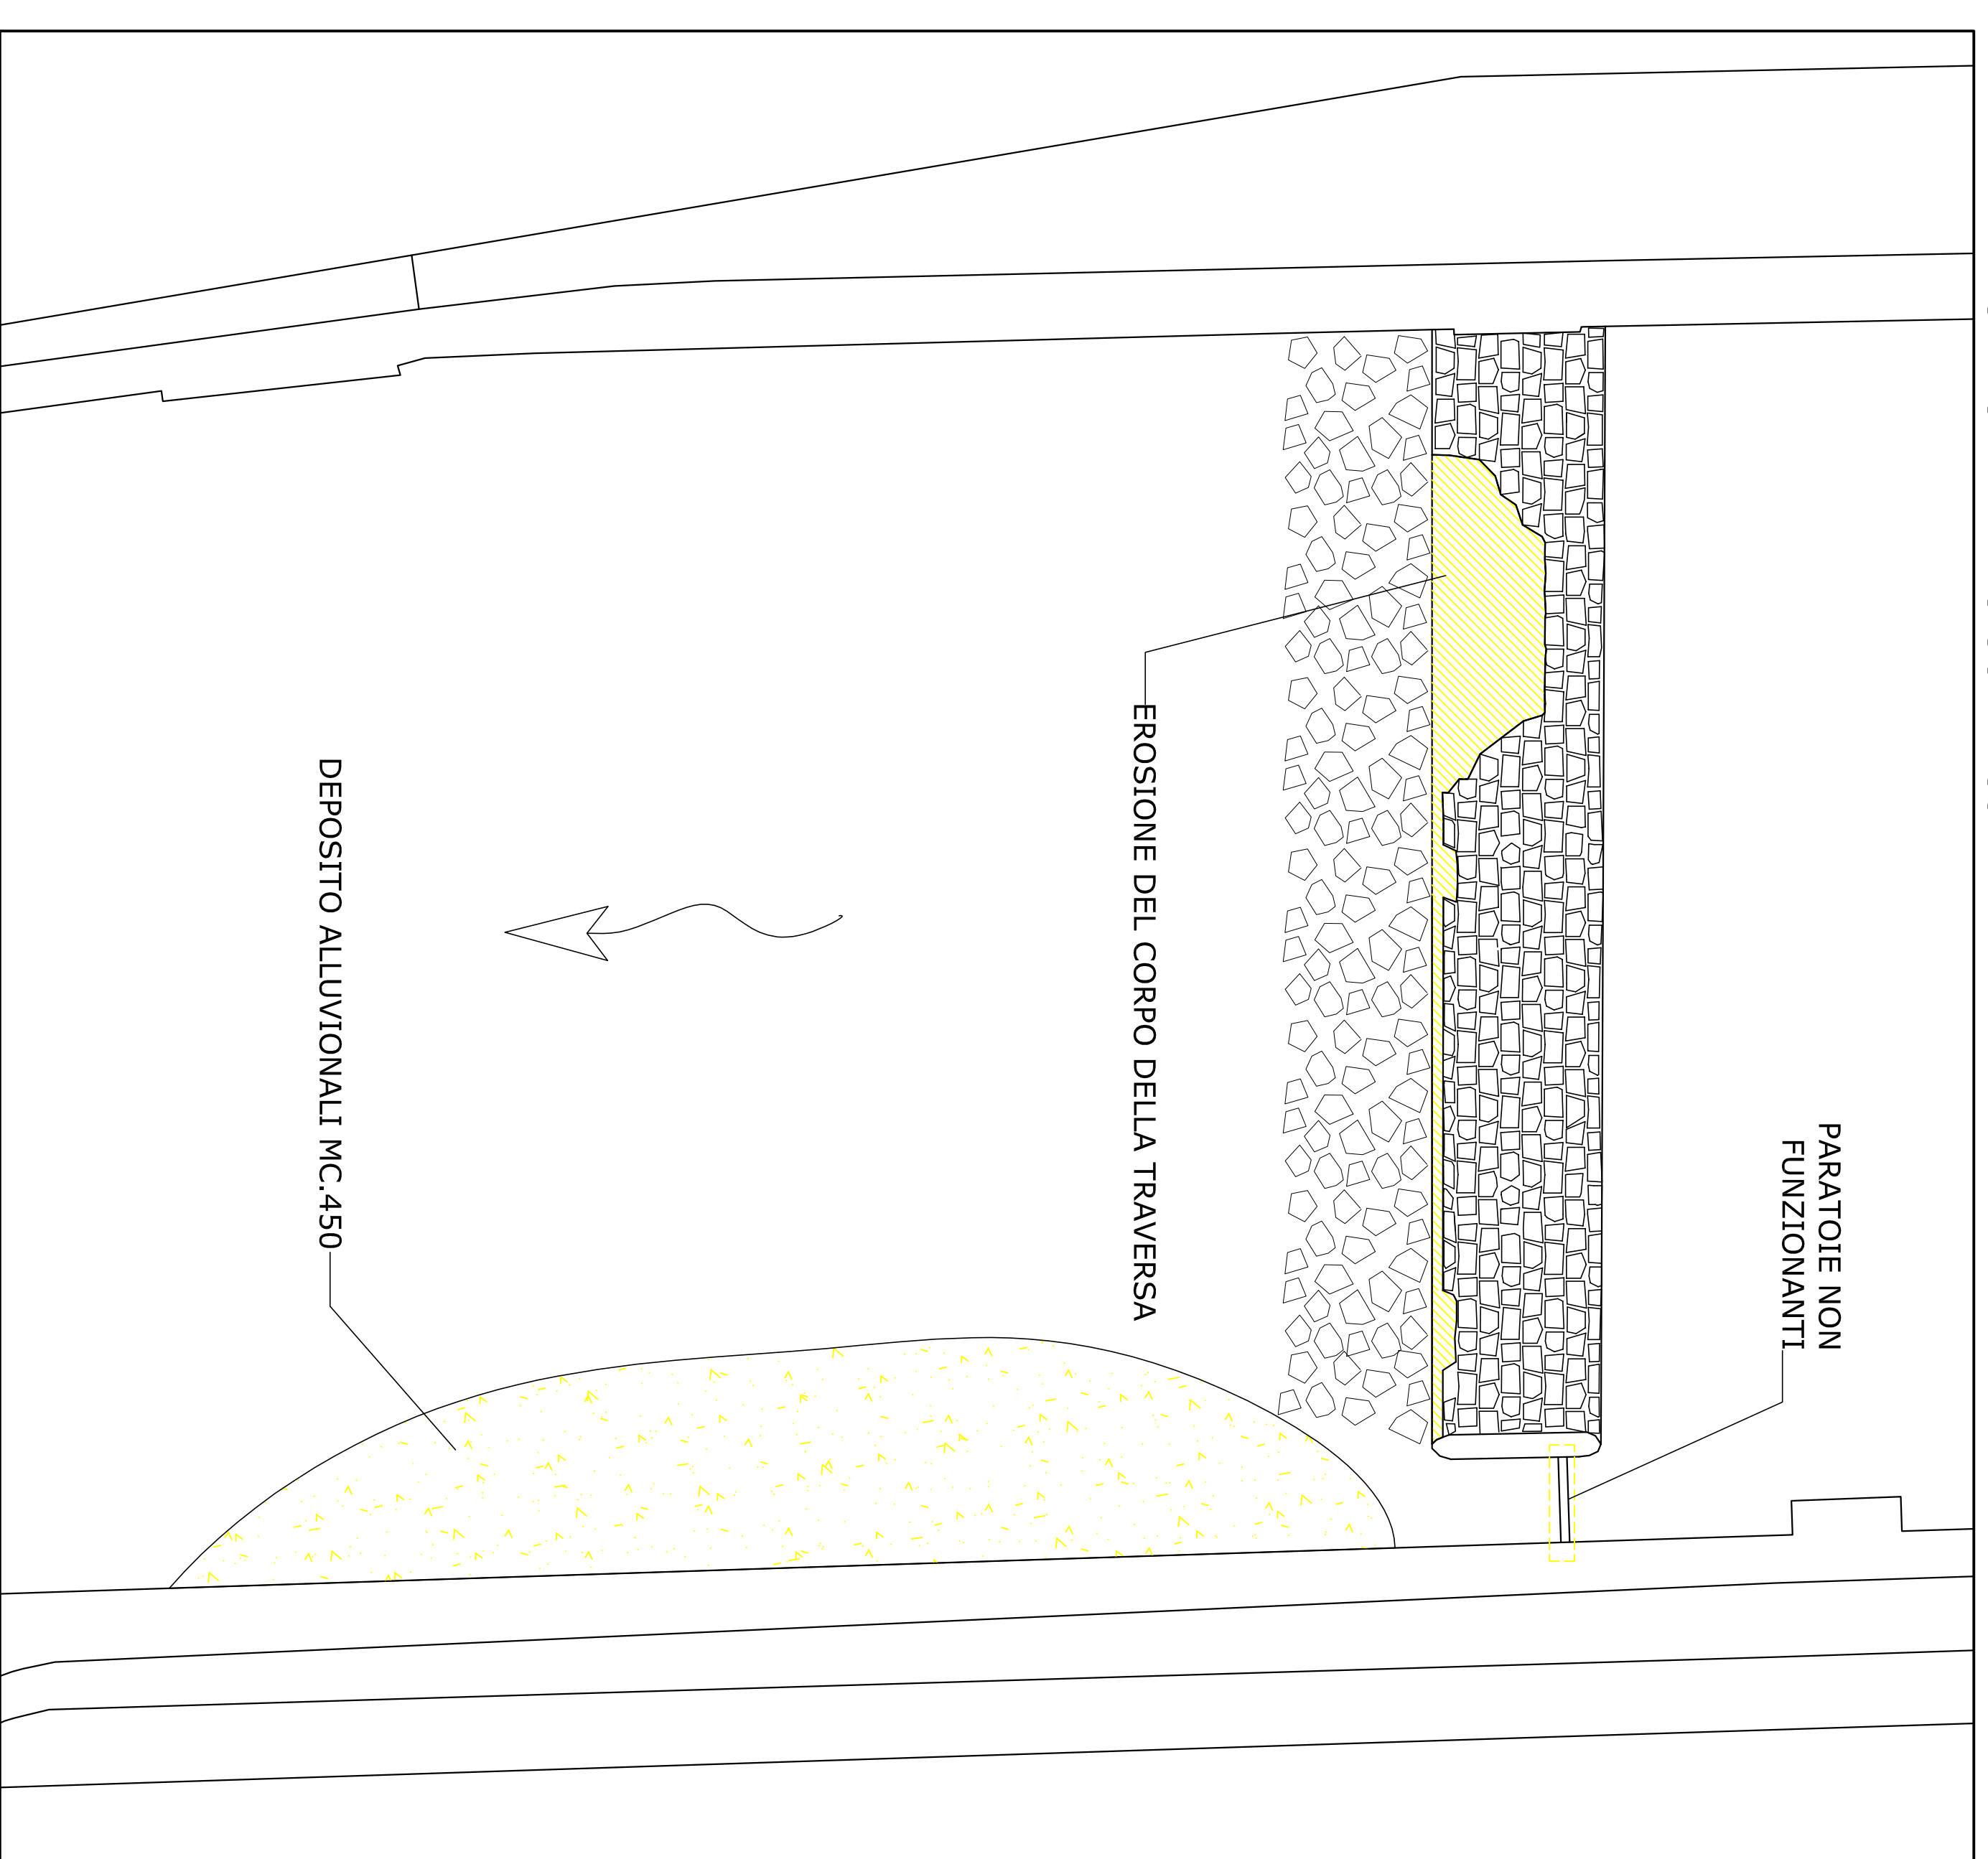 PARATOIE NON
FUNZIONANTI
EROSIONE DEL CORPO DELLA TRAVERSA
DEPOSITO ALLUVIONALI MC.450